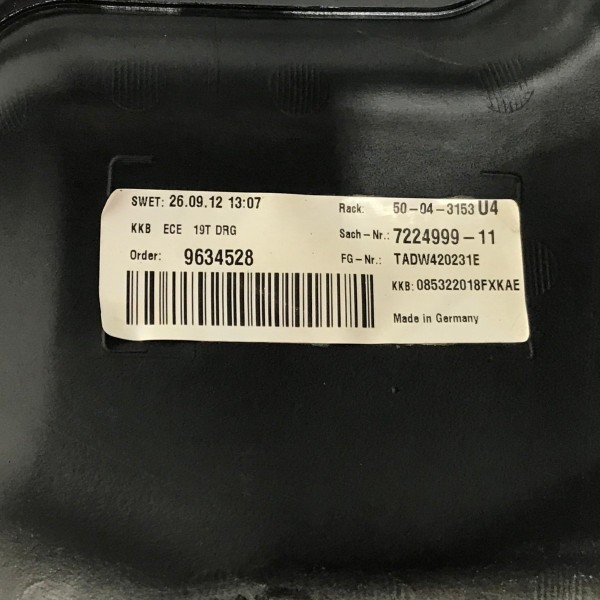 SWET: 26.09.12 13:07
Rack: 50-04-3153 U4
KKB ECE 19T DRG
Sach-Nr.: 7224999-11
Order: 9634528
FG-Nr.: TADW420231E
KKB: 085322018FXKAE
Made in Germany